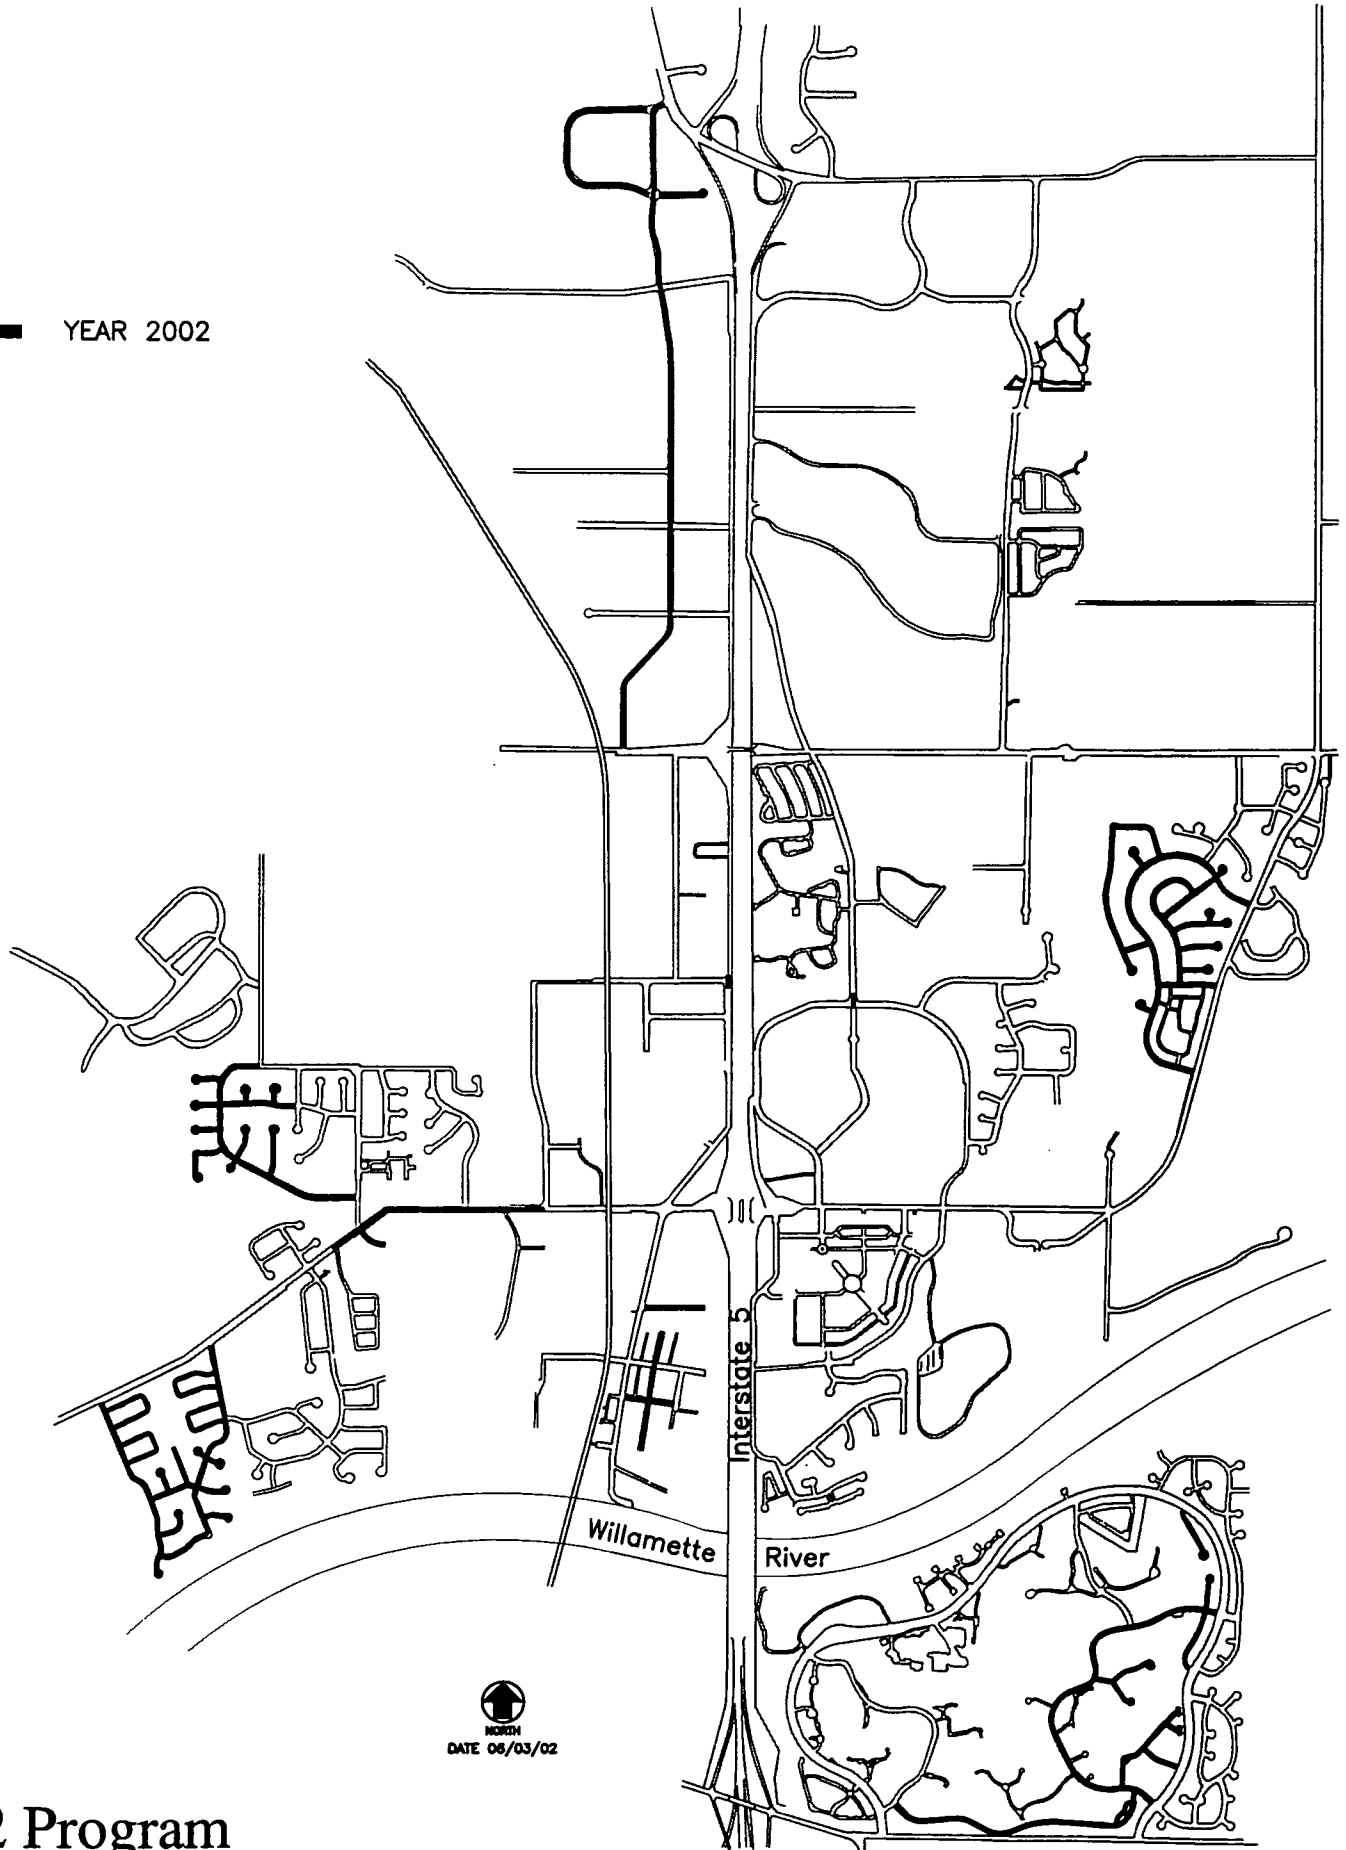 YEAR 2002
Interstate 5
Willamette River
NORTH
DATE 06/03/02
2 Program